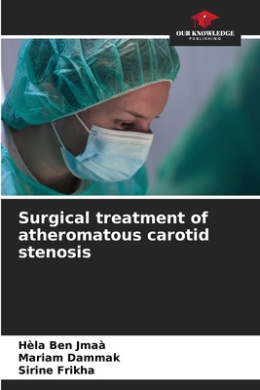 OUR KNOWLEDGE
PUBLISHING
Surgical treatment of
atheromatous carotid
stenosis
Hèla Ben Jmaà
Mariam Dammak
Sirine Frikha